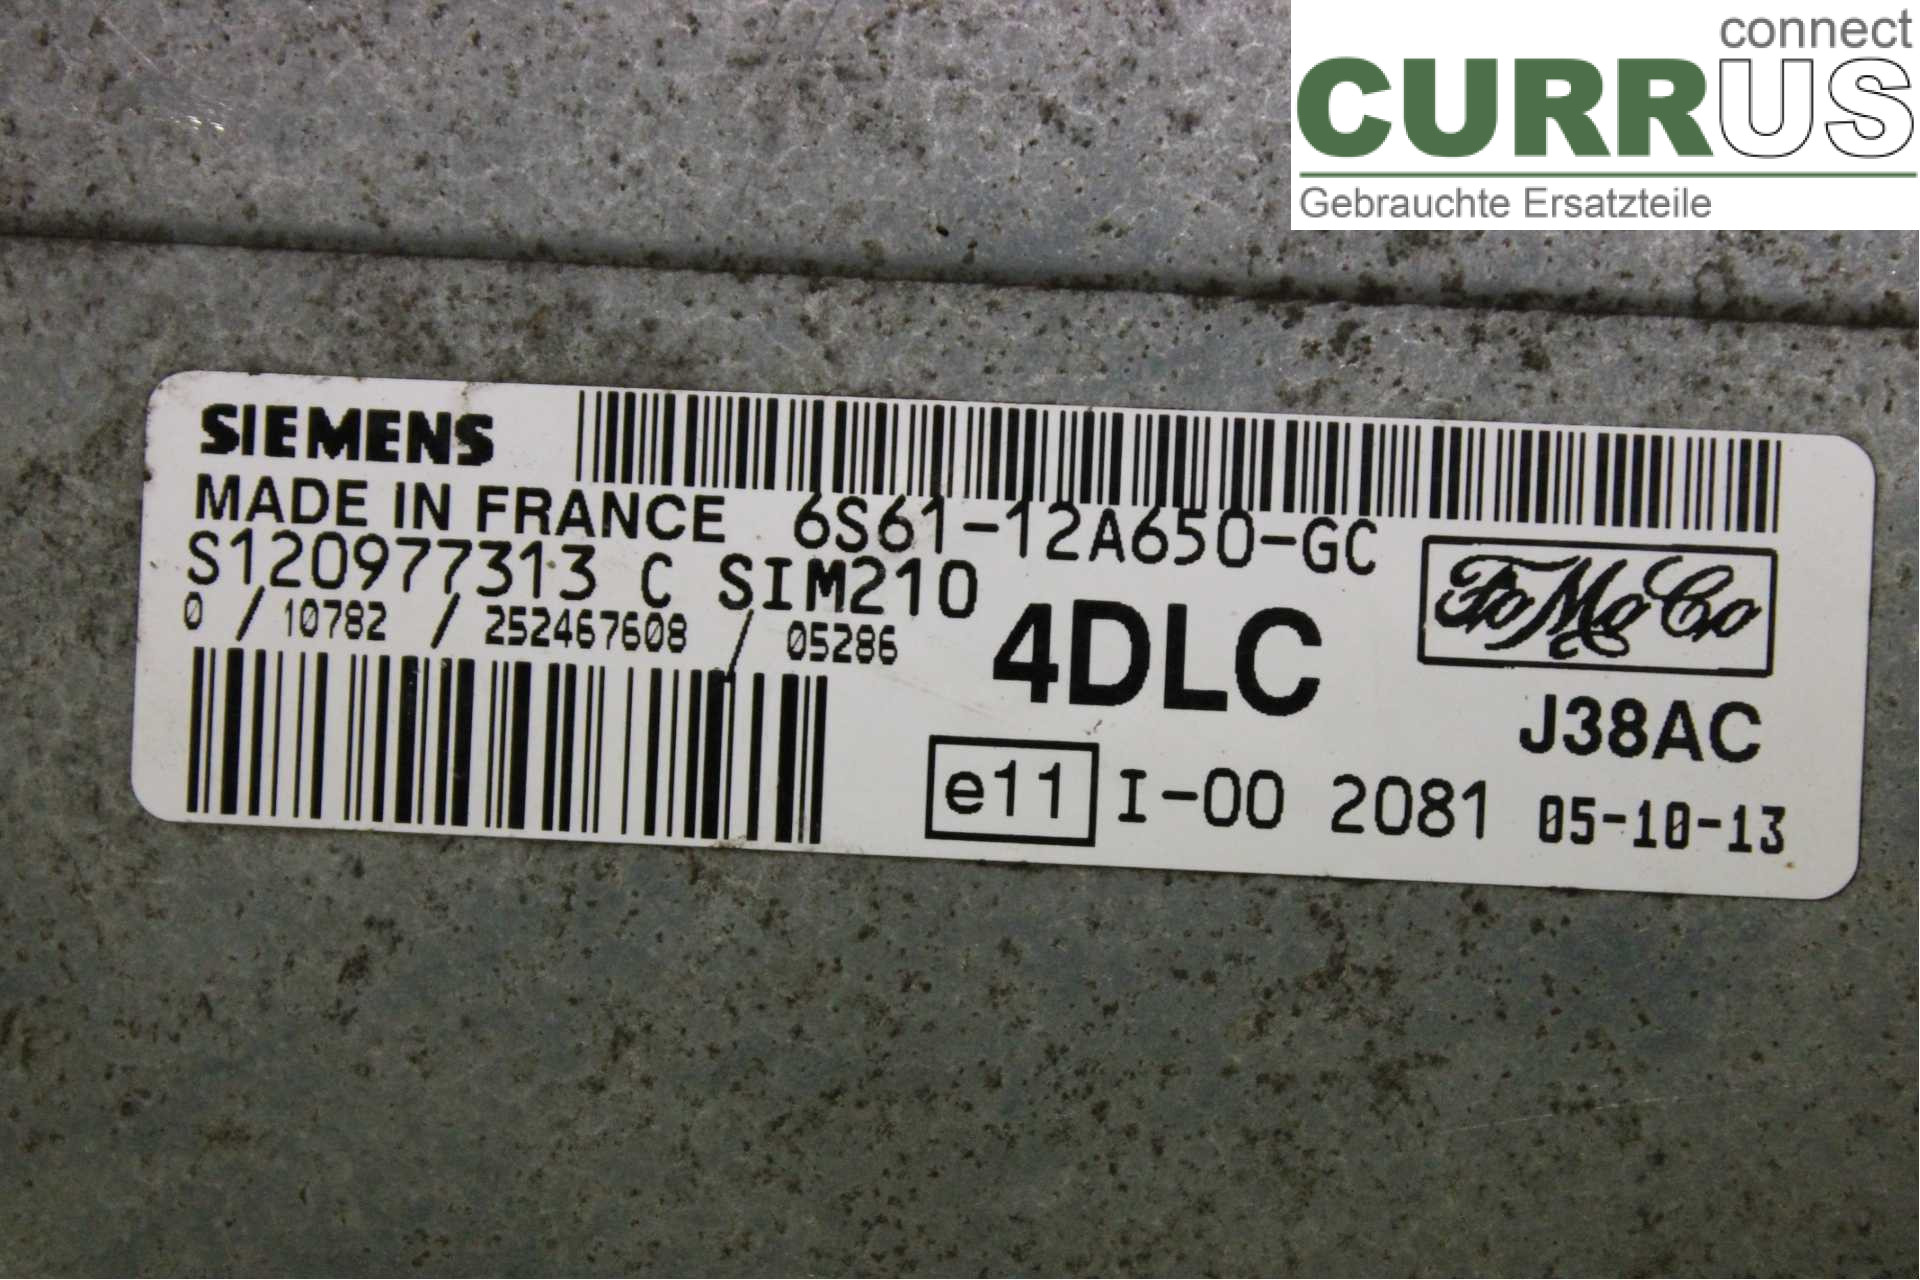 connect
CURRUS
Gebrauchte Ersatzteile
SIEMENS
MADE IN FRANCE 6S61-12A650-GC
S120977313 C SIM210
0 / 10782 / 252467608 / 05286
4DLC
FoMoCo
J38AC
e11 I-00 2081 05-10-13